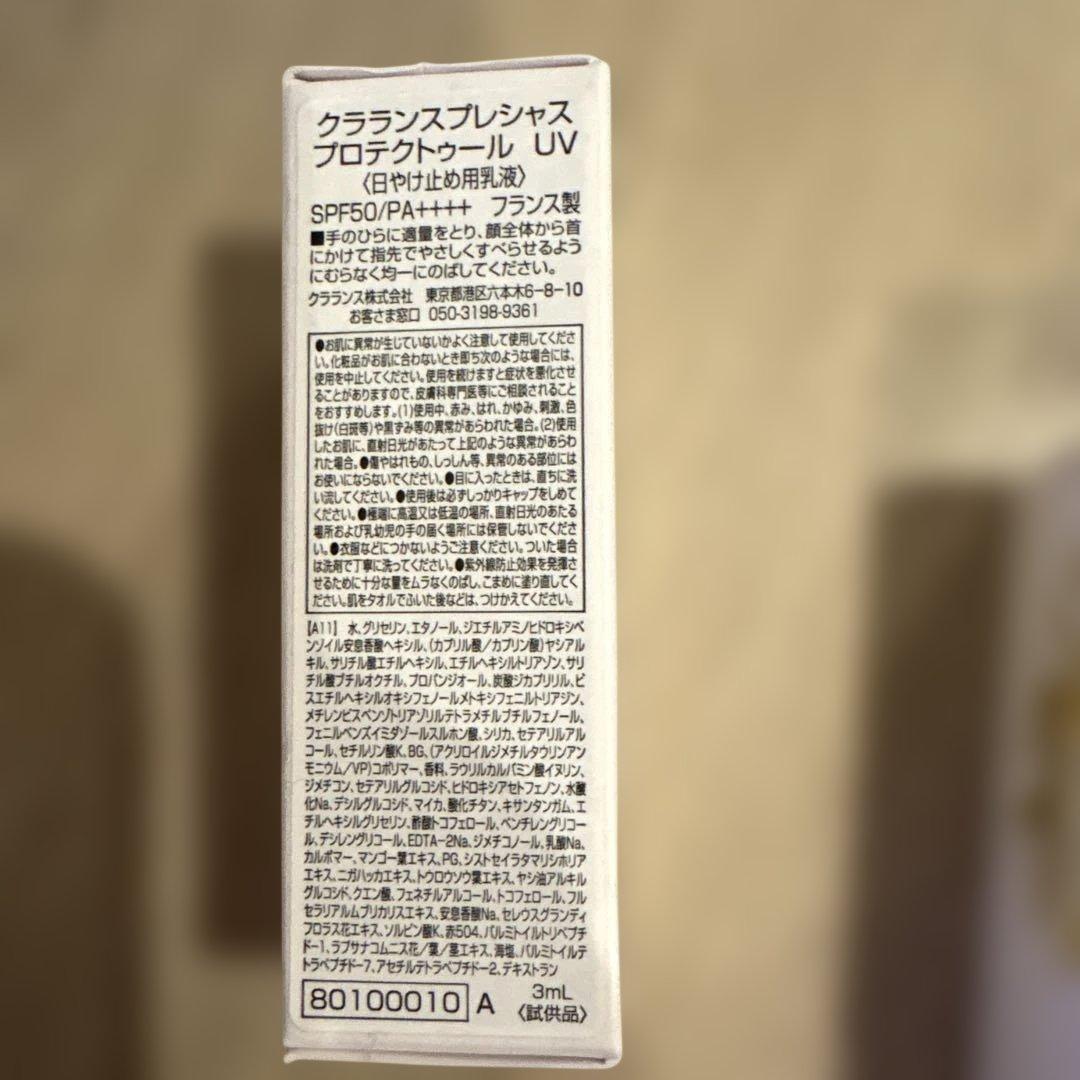 クラランスプレシャス
プロテクトゥール UV
〈日やけ止め用乳液〉
SPF50/PA++++ フランス製
■手のひらに適量をとり、顔全体から首
にかけて指先でやさしくすべらせるよう
にむらなく均一にのばしてください。
クラランス株式会社 東京都港区六本木6-8-10
お客さま窓口 050-3198-9361
●お肌に異常が生じていないかよく注意して使用してくださ
い。化粧品がお肌に合わないとき即ち次のような場合には、
使用を中止してください。使用を続けますと症状を悪化させ
ることがありますので、皮膚科専門医等にご相談されること
をおすすめします。(1)使用中、赤み、はれ、かゆみ、刺激、色
抜け(白斑等)や黒ずみ等の異常があらわれた場合。(2)使用
したお肌に、直射日光があたって上記のような異常があらわ
れた場合。●傷やはれもの、しっしん等、異常のある部位には
お使いにならないでください。●目に入ったときは、直ちに洗
い流してください。●使用後は必ずしっかりキャップをしめて
ください。●極端に高温又は低温の場所、直射日光のあたる
場所および乳幼児の手の届く場所には保管しないでくださ
い。●衣服などにつかないようご注意ください。ついた場合
は洗剤で丁寧に洗ってください。●紫外線防止効果を発揮さ
せるために十分な量をムラなくのばし、こまめに塗り直してく
ださい。肌をタオルでふいた後などは、つけかえてください。
【A11】 水、グリセリン、エタノール、ジエチルアミノヒドロキシベ
ンゾイル安息香酸ヘキシル、(カプリル酸/カプリン酸)ヤシアル
キル、サリチル酸エチルヘキシル、エチルヘキシルトリアゾン、サリ
チル酸ブチルオクチル、プロパンジオール、炭酸ジカプリリル、ビ
スエチルヘキシルオキシフェノールメトキシフェニルトリアジン、
メチレンビスベンゾトリアゾリルテトラメチルブチルフェノール、
フェニルベンズイミダゾールスルホン酸、シリカ、セテアリルアル
コール、セチルリン酸K、BG、(アクリロイルジメチルタウリンアン
モニウム/VP)コポリマー、香料、ラウリルカルバミン酸イヌリン、
ジメチコン、セテアリルグルコシド、ヒドロキシアセトフェノン、水酸
化Na、デシルグルコシド、マイカ、酸化チタン、キサンタンガム、エ
チルヘキシルグリセリン、酢酸トコフェロール、ペンチレングリコー
ル、デシレングリコール、EDTA-2Na、ジメチコノール、乳酸Na、
カルボマー、マンゴー葉エキス、PG、シストセイラタマリシホリア
エキス、ニガハッカエキス、トウロウソウ葉エキス、ヤシ油アルキル
グルコシド、クエン酸、フェネチルアルコール、トコフェロール、フル
セラリアルムブリカリスエキス、安息香酸Na、セレウスグランディ
フロラス花エキス、ソルビン酸K、赤504、パルミトイルトリペプチ
ド-1、ラプサナコムニス花/葉/茎エキス、海塩、パルミトイルテ
トラペプチド-7、アセチルテトラペプチド-2、デキストラン
80100010 A
3mL
〈試供品〉